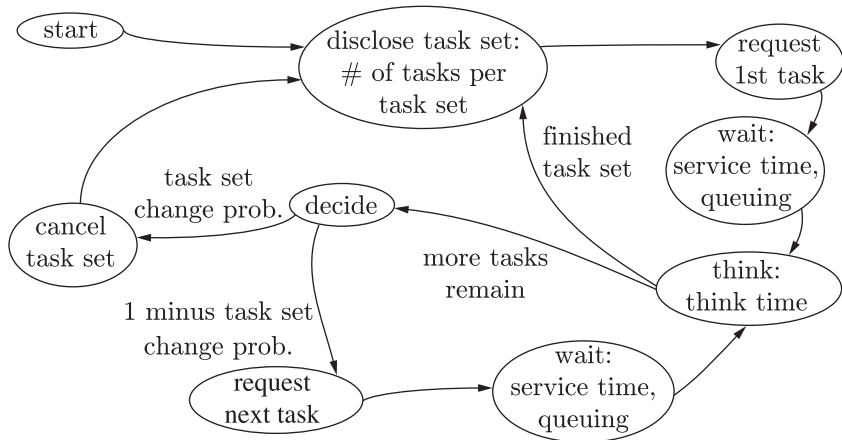 start
disclose task set:
# of tasks per
task set
request
1st task
wait:
service time,
queuing
finished
task set
task set
change prob.
decide
cancel
task set
more tasks
remain
think:
think time
1 minus task set
change prob.
request
next task
wait:
service time,
queuing